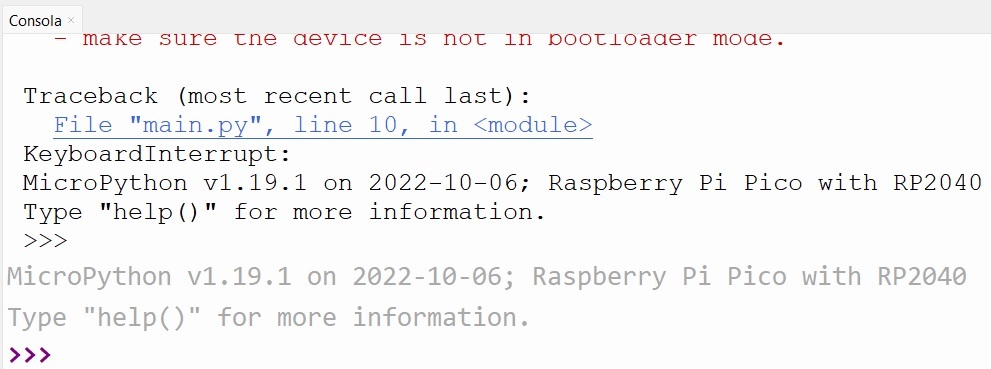 Consola ×
- make sure the device is not in bootloader mode.
Traceback (most recent call last):
File "main.py", line 10, in <module>
KeyboardInterrupt:
MicroPython v1.19.1 on 2022-10-06; Raspberry Pi Pico with RP2040
Type "help()" for more information.
>>>
MicroPython v1.19.1 on 2022-10-06; Raspberry Pi Pico with RP2040
Type "help()" for more information.
>>>